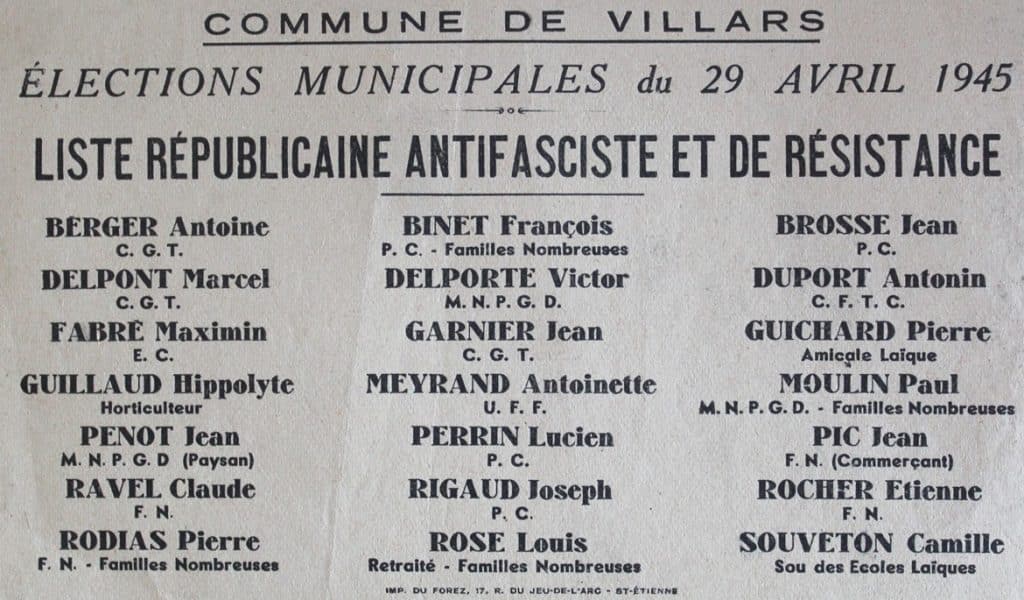 COMMUNE DE VILLARS
ÉLECTIONS MUNICIPALES du 29 AVRIL 1945
LISTE RÉPUBLICAINE ANTIFASCISTE ET DE RÉSISTANCE
BERGER Antoine
C. G. T.
BINET François
P. C. - Familles Nombreuses
BROSSE Jean
P. C.
DELPONT Marcel
C. G. T.
DELPORTE Victor
M. N. P. G. D.
DUPORT Antonin
C. F. T. C.
FABRE Maximin
E. C.
GARNIER Jean
C. G. T.
GUICHARD Pierre
Amicale Laïque
GUILLAUD Hippolyte
Horticulteur
MEYRAND Antoinette
U. F. F.
MOULIN Paul
M. N. P. G. D. - Familles Nombreuses
PENOT Jean
M. N. P. G. D (Paysan)
PERRIN Lucien
P. C.
PIC Jean
F. N. (Commerçant)
RAVEL Claude
F. N.
RIGAUD Joseph
P. C.
ROCHER Etienne
F. N.
RODIAS Pierre
F. N. - Familles Nombreuses
ROSE Louis
Retraité - Familles Nombreuses
SOUVETON Camille
Sou des Ecoles Laïques
IMP. DU FOREZ, 17, R. DU JEU-DE-L'ARC - ST-ÉTIENNE